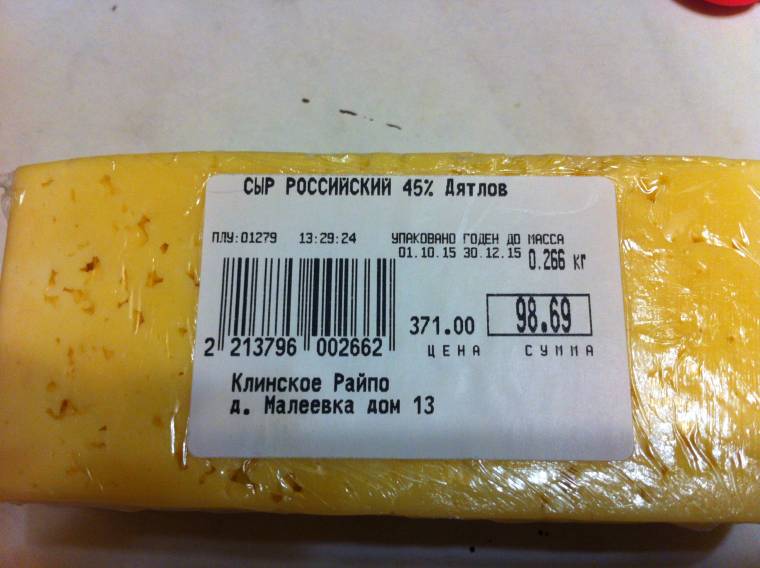 СЫР РОССИЙСКИЙ 45% Дятлов
ПЛУ:01279 13:29:24 УПАКОВАНО ГОДЕН ДО МАССА
01.10.15 30.12.15 0.266 кг
371.00 98.69
ЦЕНА СУММА
2 213796 002662
Клинское Райпо
д. Малеевка дом 13